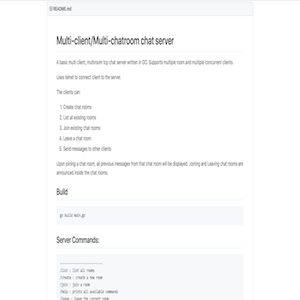 README.md
Multi-client/Multi-chatroom chat server
A basic multi client, multiroom tcp chat server written in GO. Supports multiple room and multiple concurrent clients.
Uses telnet to connect client to the server.
The clients can:
1. Create chat rooms
2. List all existing rooms
3. Join existing chat rooms
4. Leave a chat room
5. Send messages to other clients
Upon joining a chat room, all previous messages from that chat room will be displayed. Joining and Leaving chat rooms are
announced inside the chat rooms.
Build
go build main.go
Server Commands:
/list : list all rooms
/create : create a new room
/join : join a room
/help : prints all available commands
/leave : leave the current room